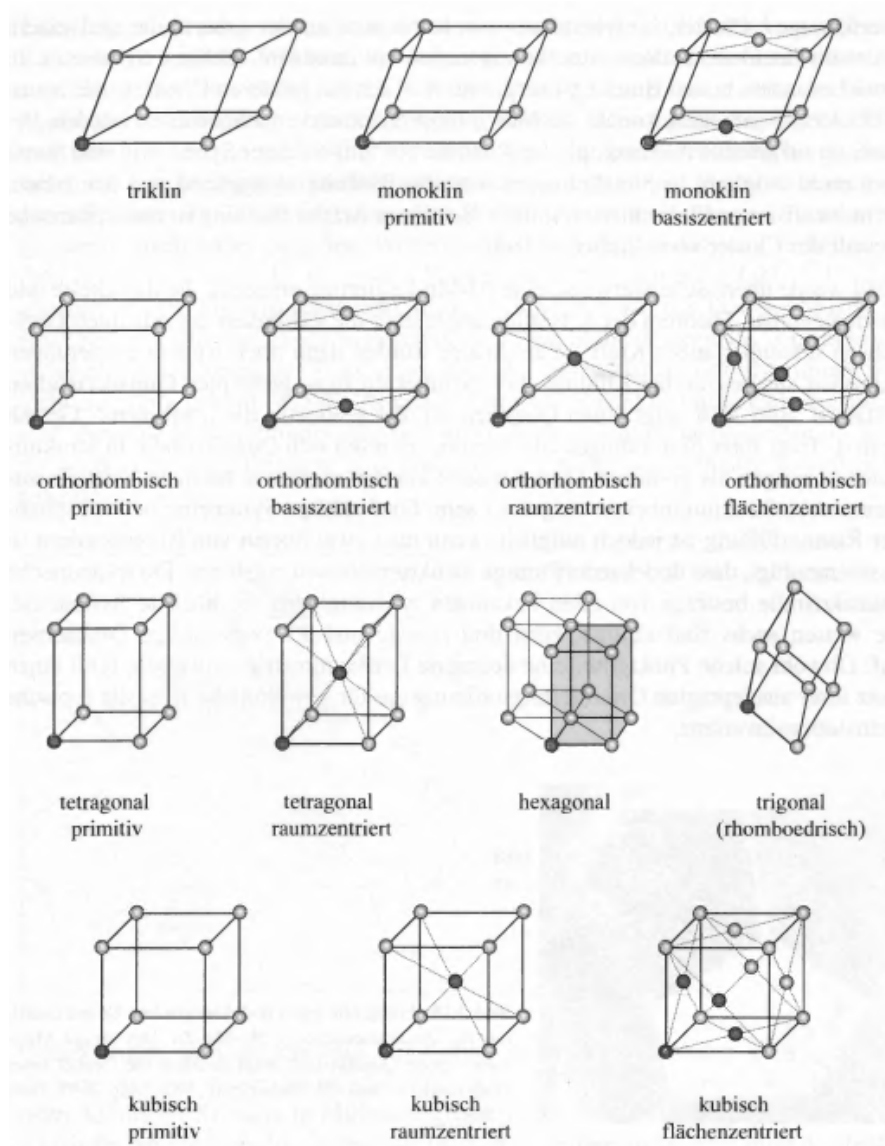 triklin monoklin monoklin
primitiv basiszentriert
orthorhombisch orthorhombisch orthorhombisch orthorhombisch
primitiv basiszentriert raumzentriert flächenzentriert
tetragonal tetragonal hexagonal trigonal
primitiv raumzentriert (rhomboedrisch)
kubisch kubisch kubisch
primitiv raumzentriert flächenzentriert